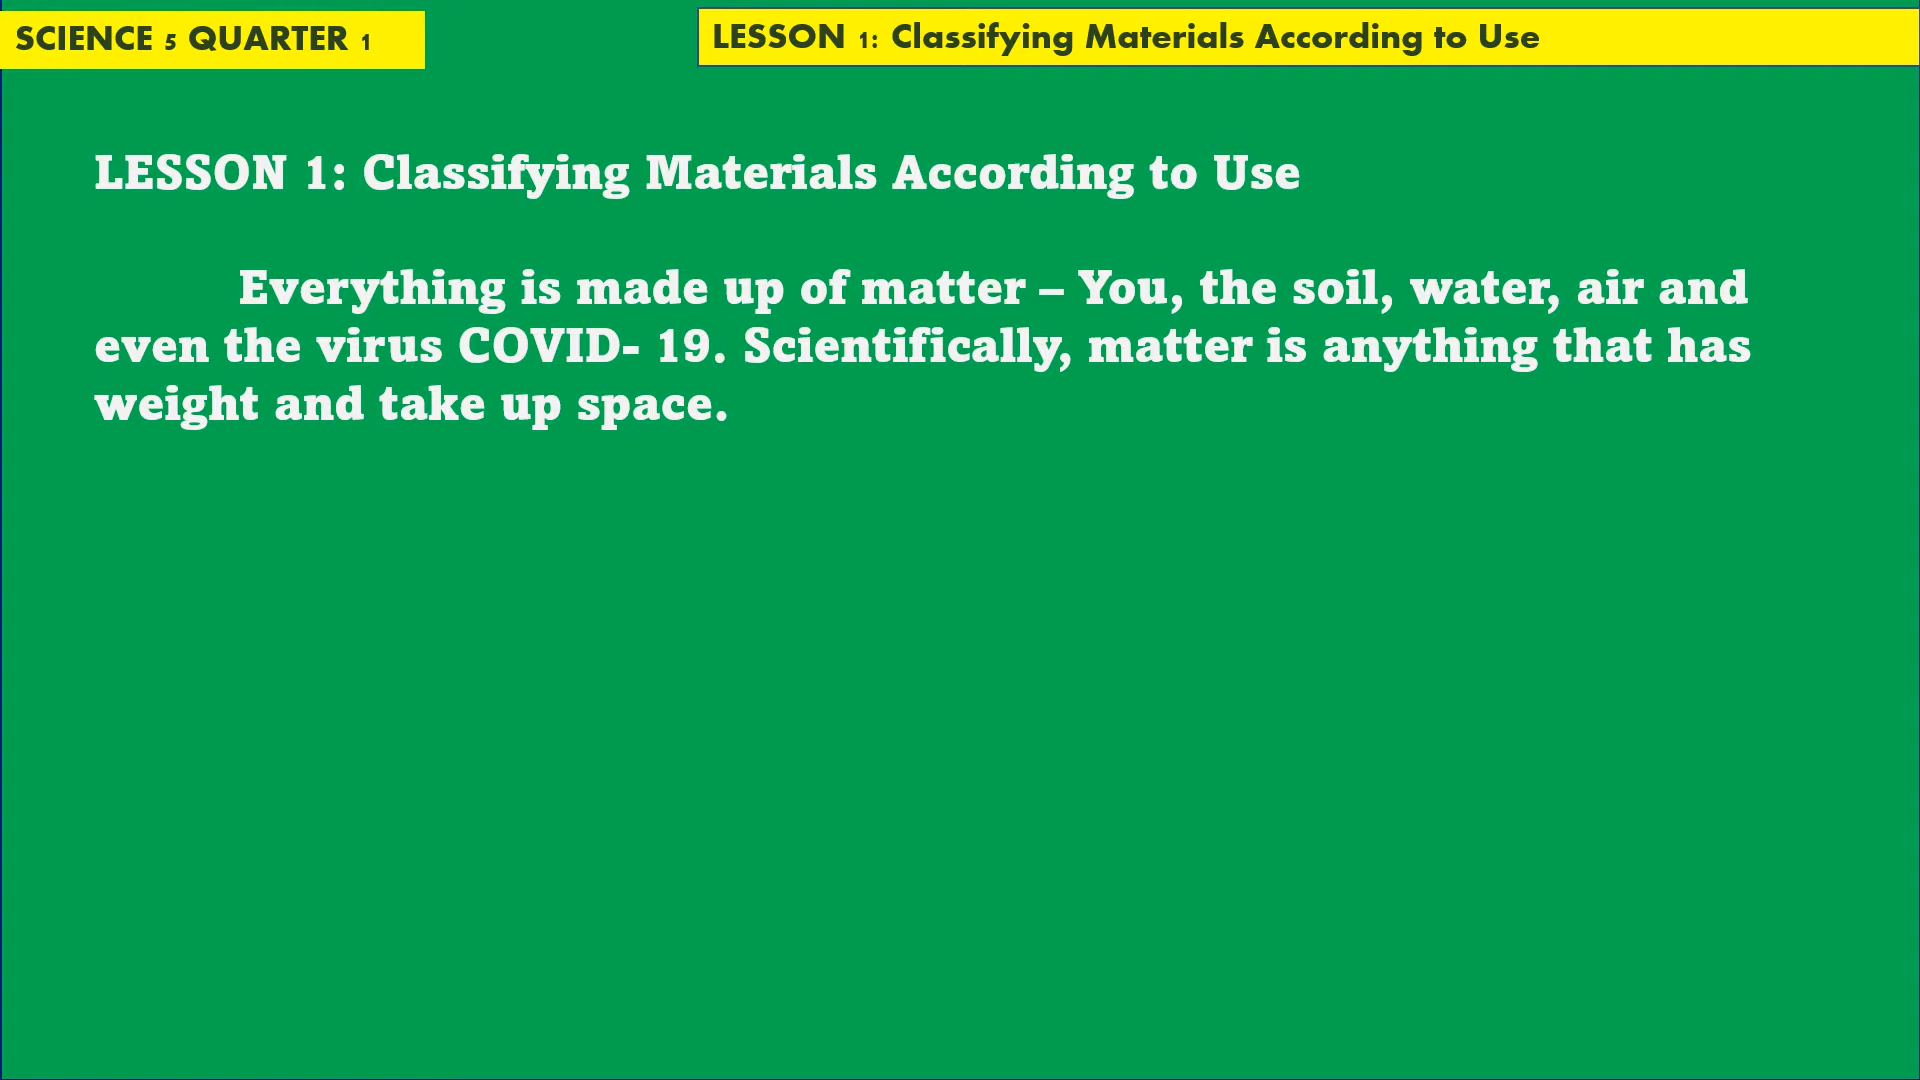 SCIENCE 5 QUARTER 1
LESSON 1: Classifying Materials According to Use
LESSON 1: Classifying Materials According to Use
Everything is made up of matter – You, the soil, water, air and
even the virus COVID- 19. Scientifically, matter is anything that has
weight and take up space.